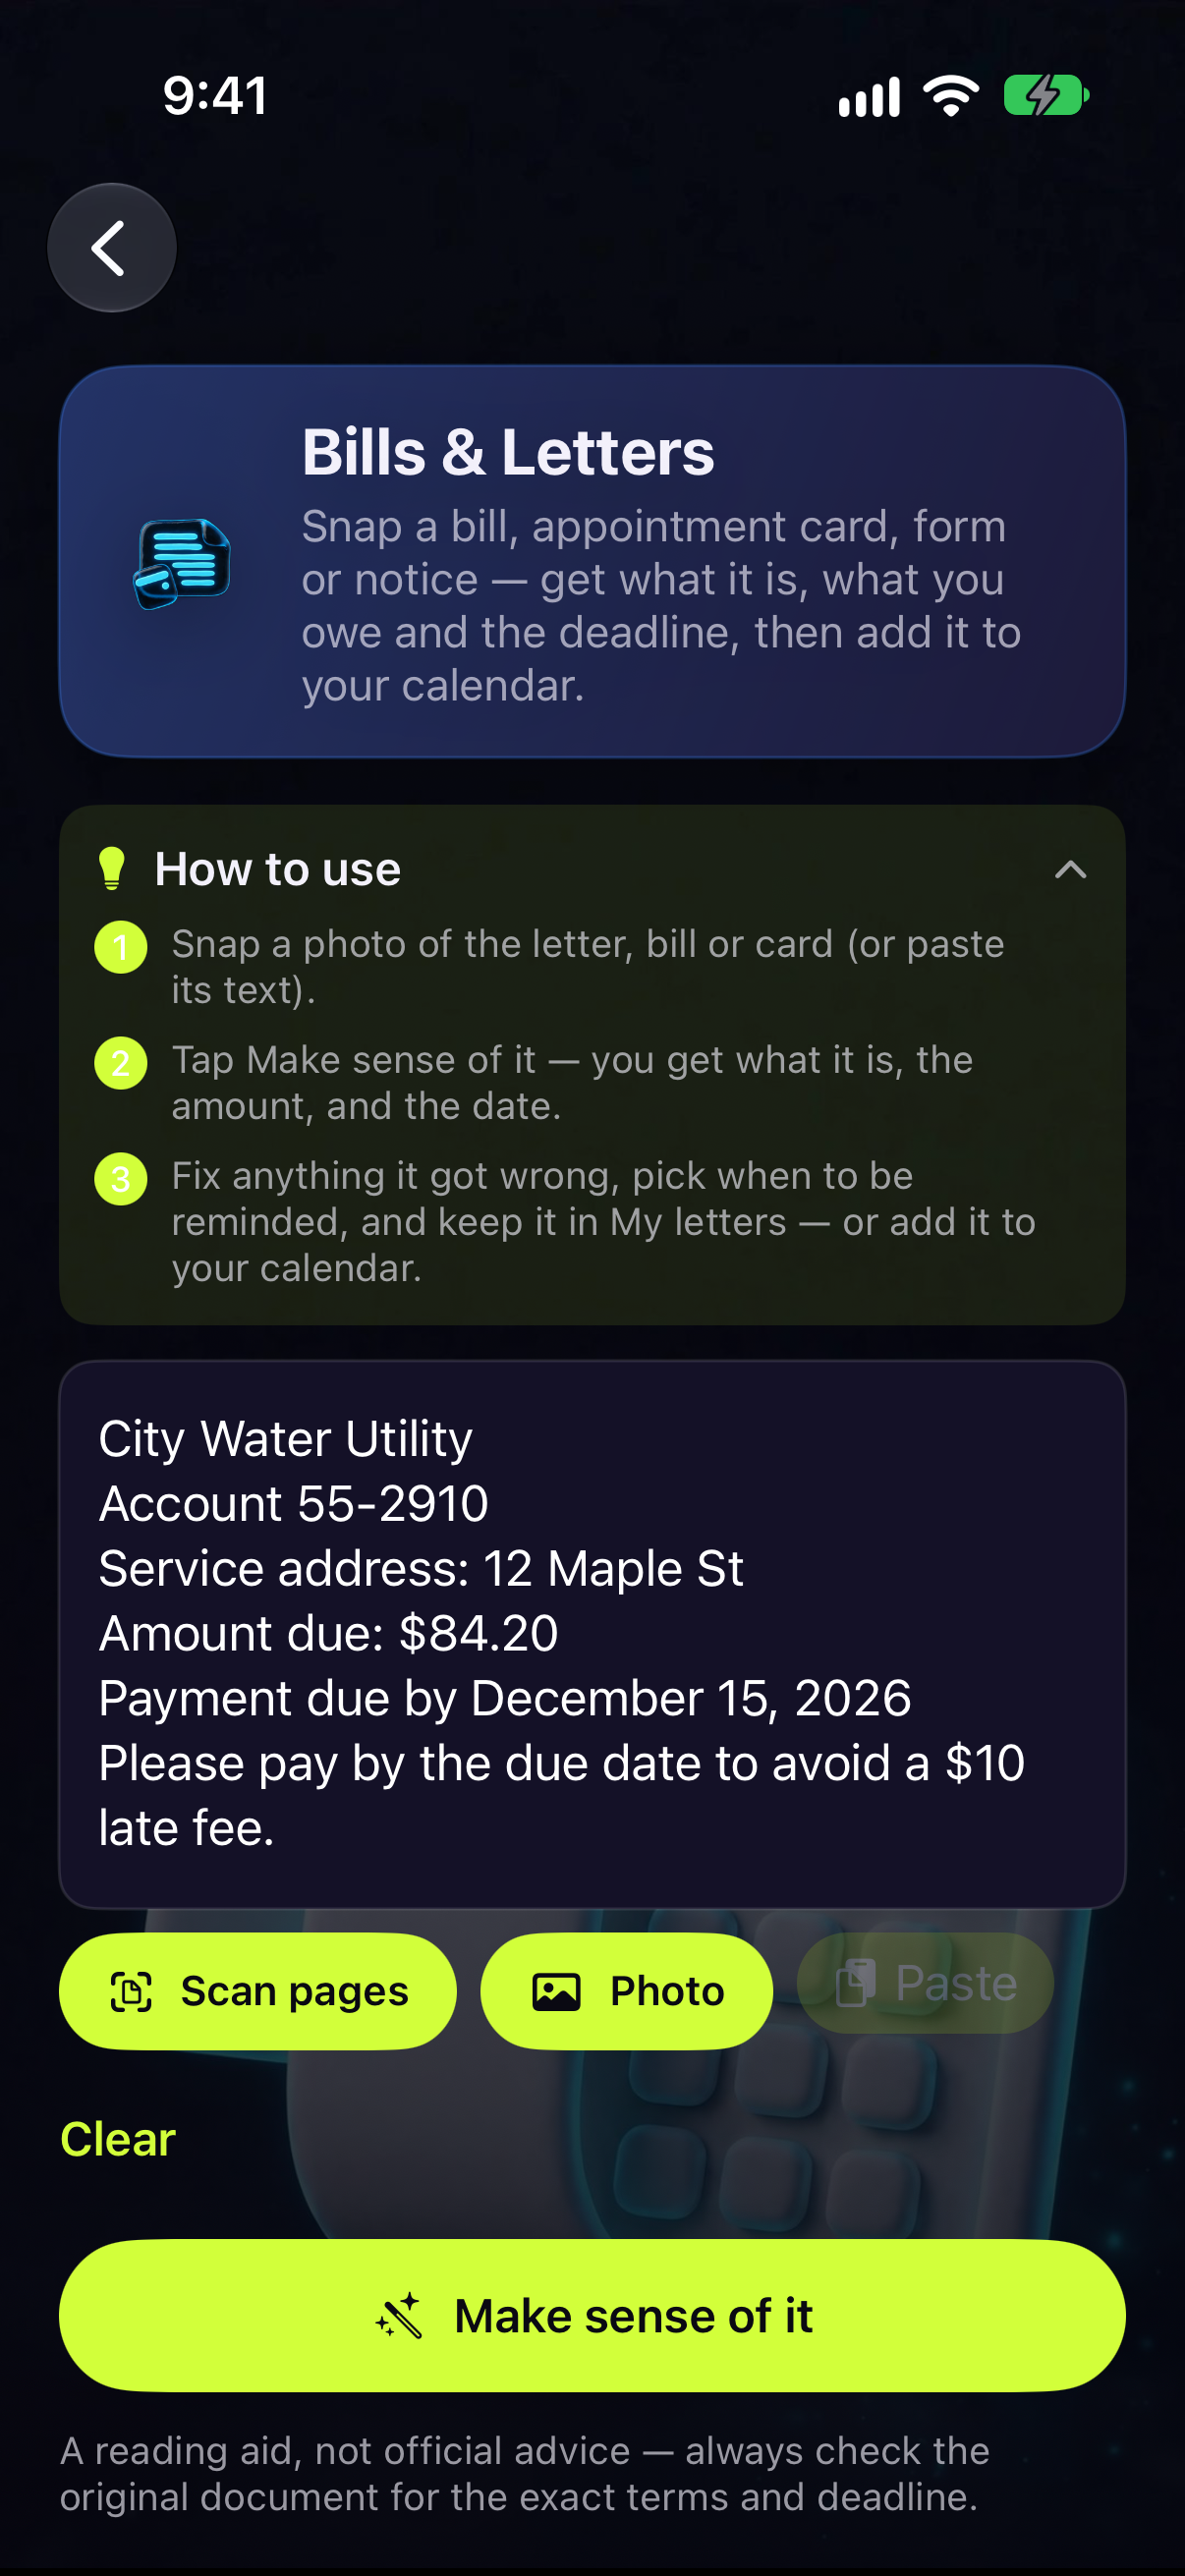 9:41
Bills & Letters
Snap a bill, appointment card, form
or notice — get what it is, what you
owe and the deadline, then add it to
your calendar.
How to use
1 Snap a photo of the letter, bill or card (or paste
its text).
2 Tap Make sense of it — you get what it is, the
amount, and the date.
3 Fix anything it got wrong, pick when to be
reminded, and keep it in My letters — or add it to
your calendar.
City Water Utility
Account 55-2910
Service address: 12 Maple St
Amount due: $84.20
Payment due by December 15, 2026
Please pay by the due date to avoid a $10
late fee.
Scan pages Photo Paste
Clear
Make sense of it
A reading aid, not official advice — always check the
original document for the exact terms and deadline.